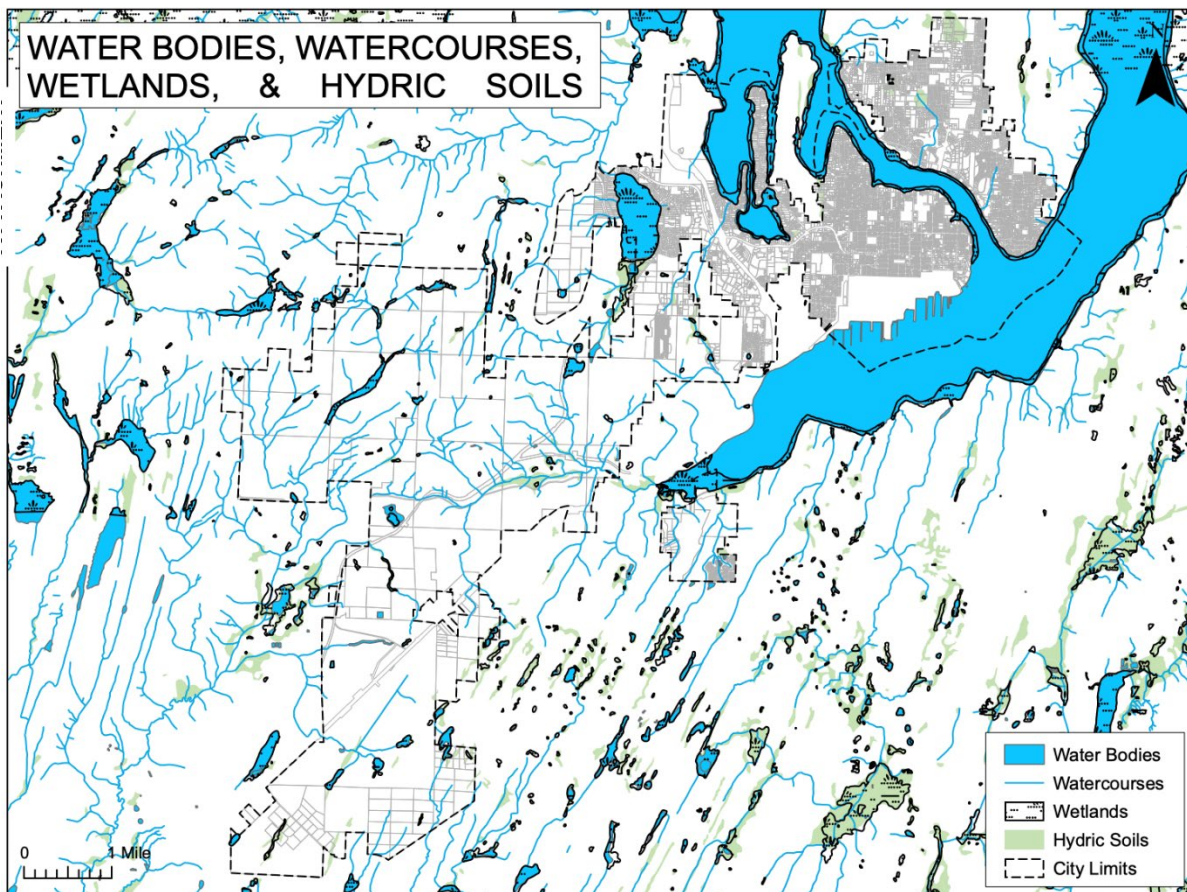 WATER BODIES, WATERCOURSES,
WETLANDS, & HYDRIC SOILS
Water Bodies
Watercourses
Wetlands
Hydric Soils
City Limits
0 1 Mile